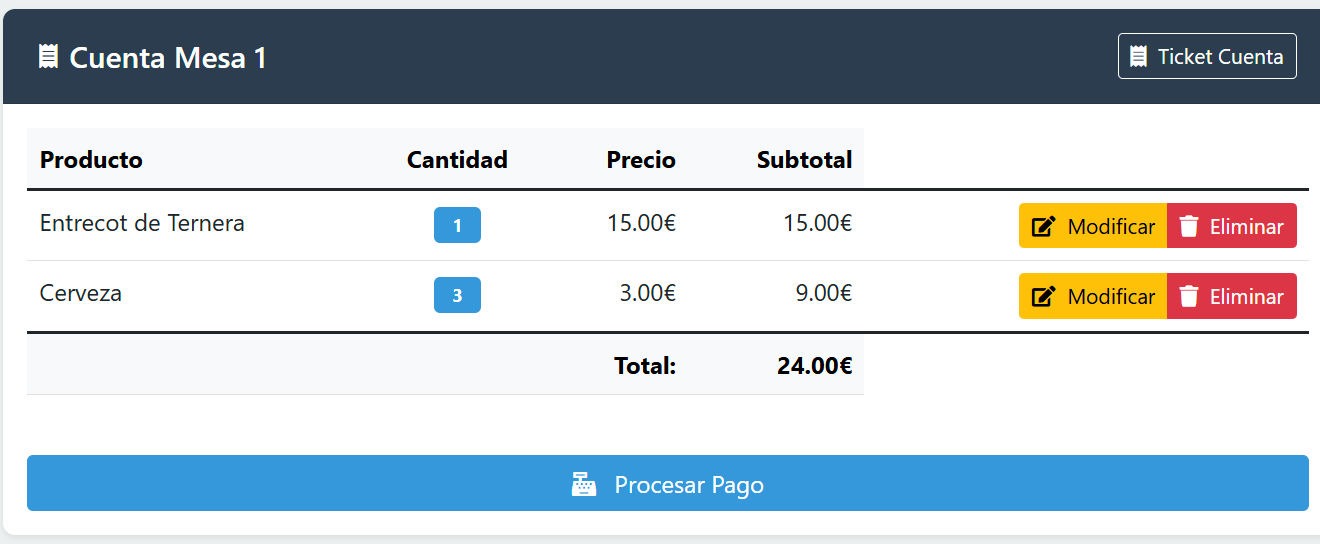 Cuenta Mesa 1
Ticket Cuenta
Producto Cantidad Precio Subtotal
Entrecot de Ternera 1 15.00€ 15.00€ Modificar Eliminar
Cerveza 3 3.00€ 9.00€ Modificar Eliminar
Total: 24.00€
Procesar Pago